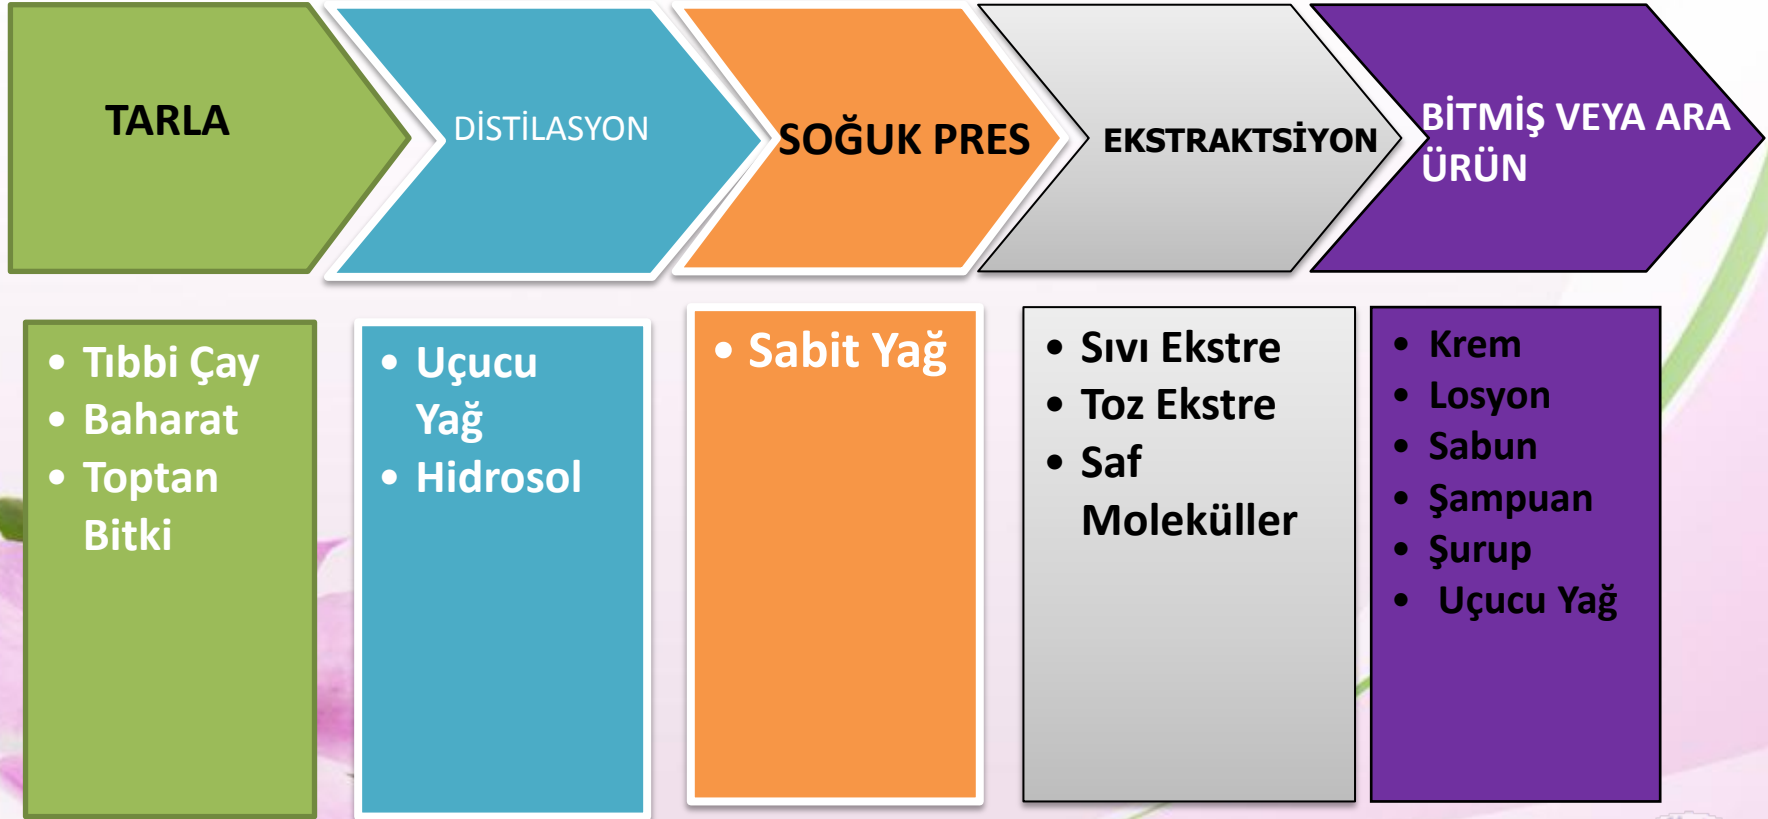 TARLA
DİSTİLASYON
SOĞUK PRES
EKSTRAKTSİYON
BİTMİŞ VEYA ARA
ÜRÜN
• Tıbbi Çay
• Baharat
• Toptan
Bitki
• Uçucu
Yağ
• Hidrosol
• Sabit Yağ
• Sıvı Ekstre
• Toz Ekstre
• Saf
Moleküller
• Krem
• Losyon
• Sabun
• Şampuan
• Şurup
• Uçucu Yağ